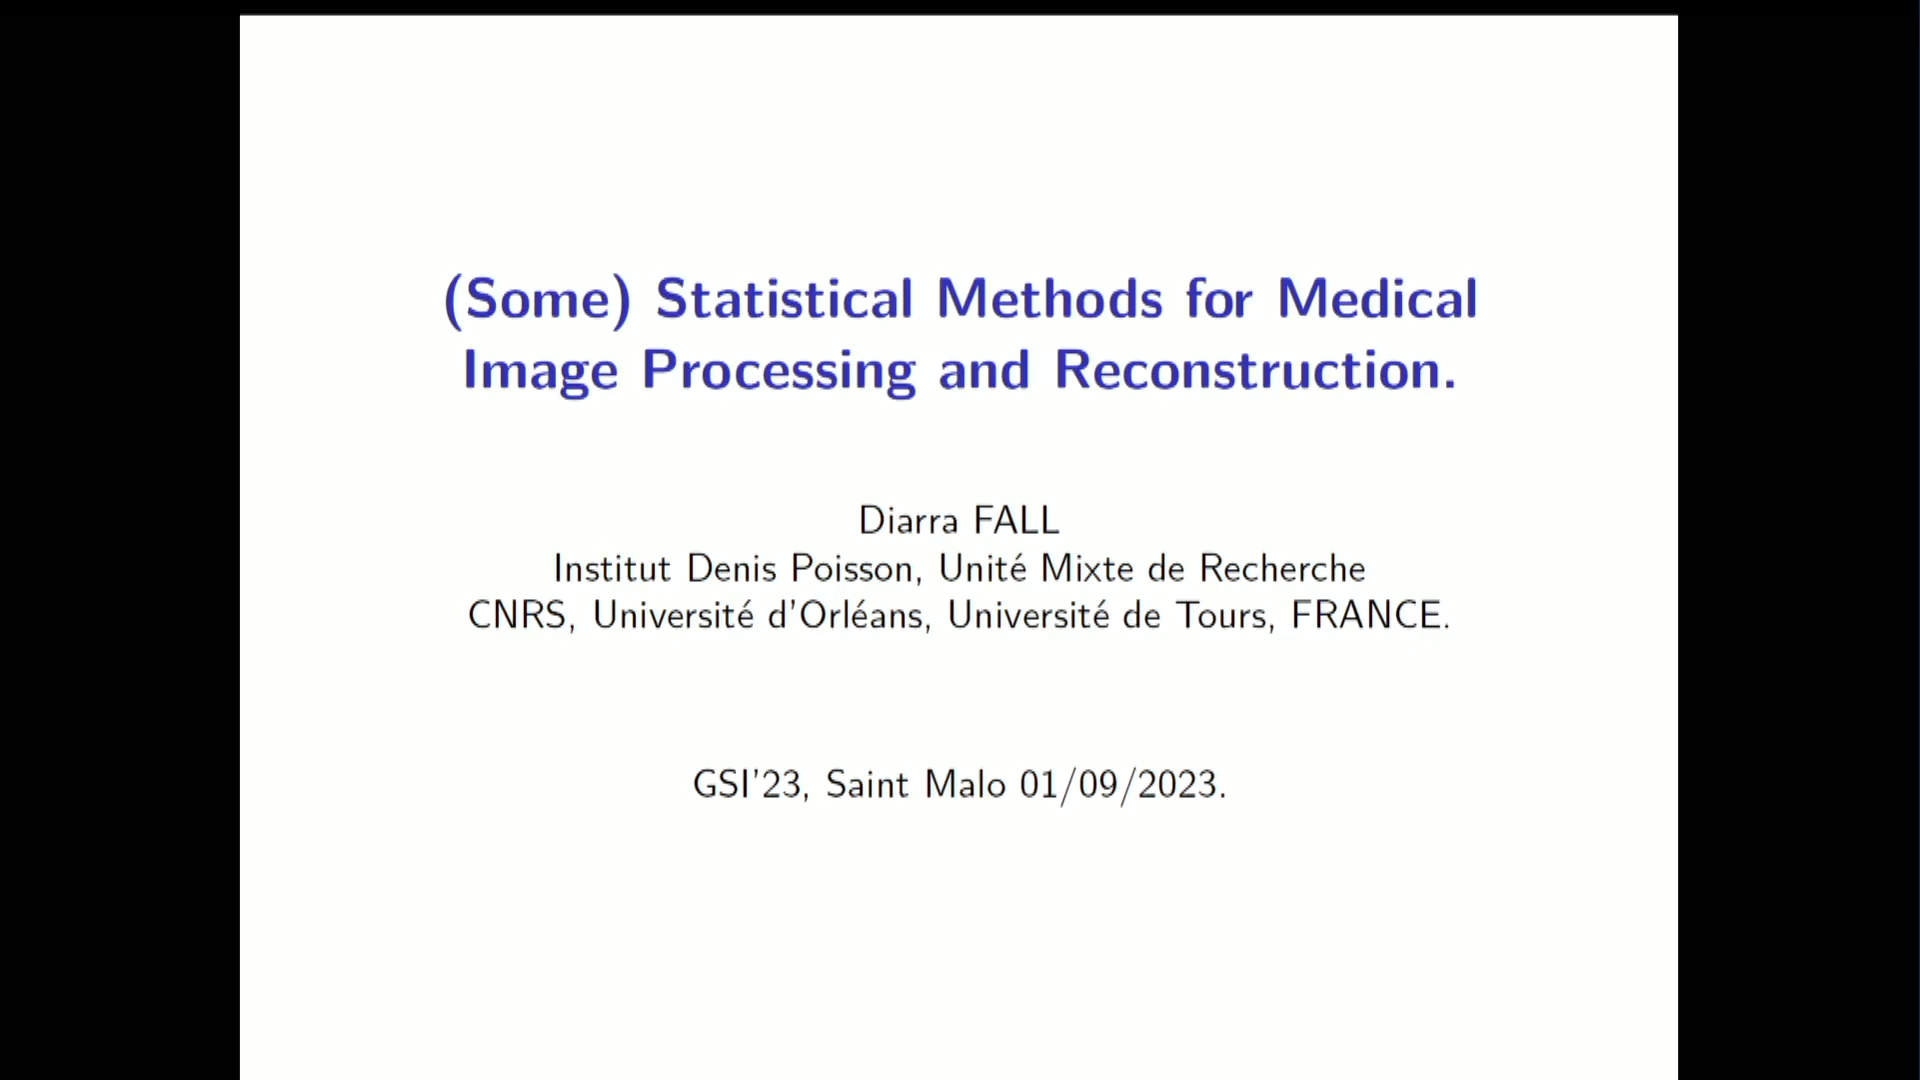 (Some) Statistical Methods for Medical
Image Processing and Reconstruction.
Diarra FALL
Institut Denis Poisson, Unité Mixte de Recherche
CNRS, Université d'Orléans, Université de Tours, FRANCE.
GSI'23, Saint Malo 01/09/2023.